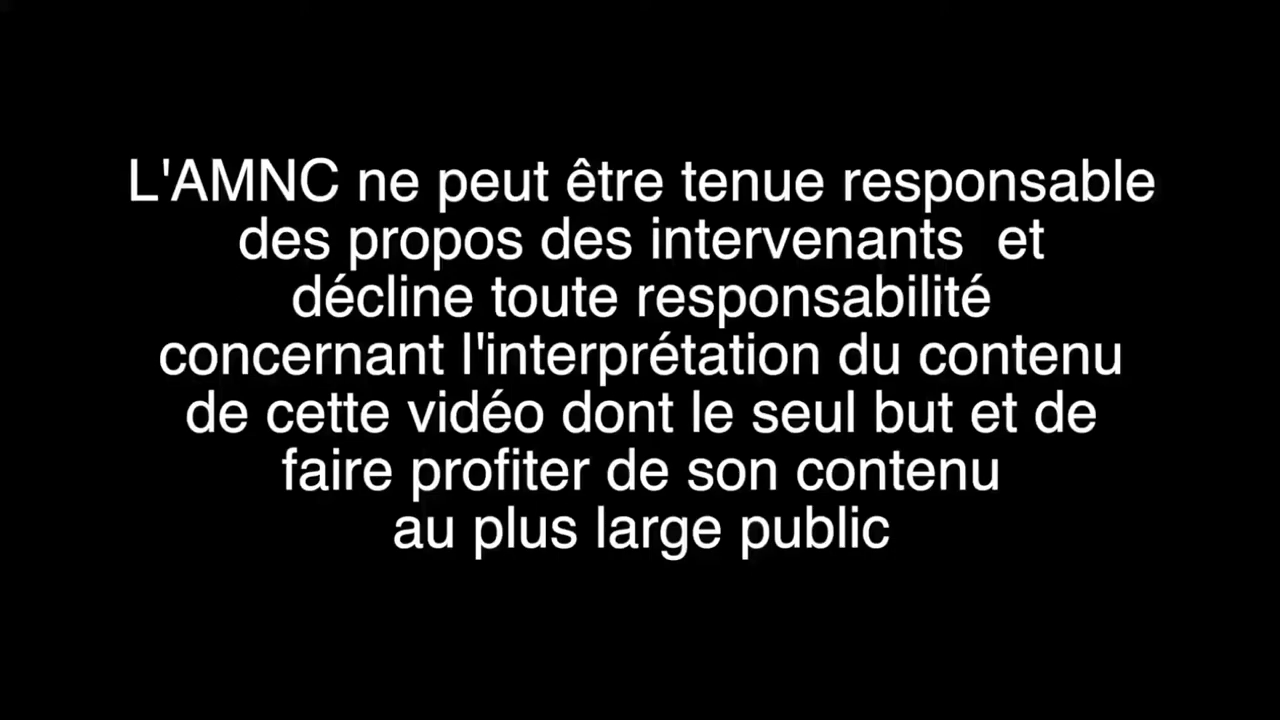 L'AMNC ne peut être tenue responsable
des propos des intervenants  et
décline toute responsabilité
concernant l'interprétation du contenu
de cette vidéo dont le seul but et de
faire profiter de son contenu
au plus large public